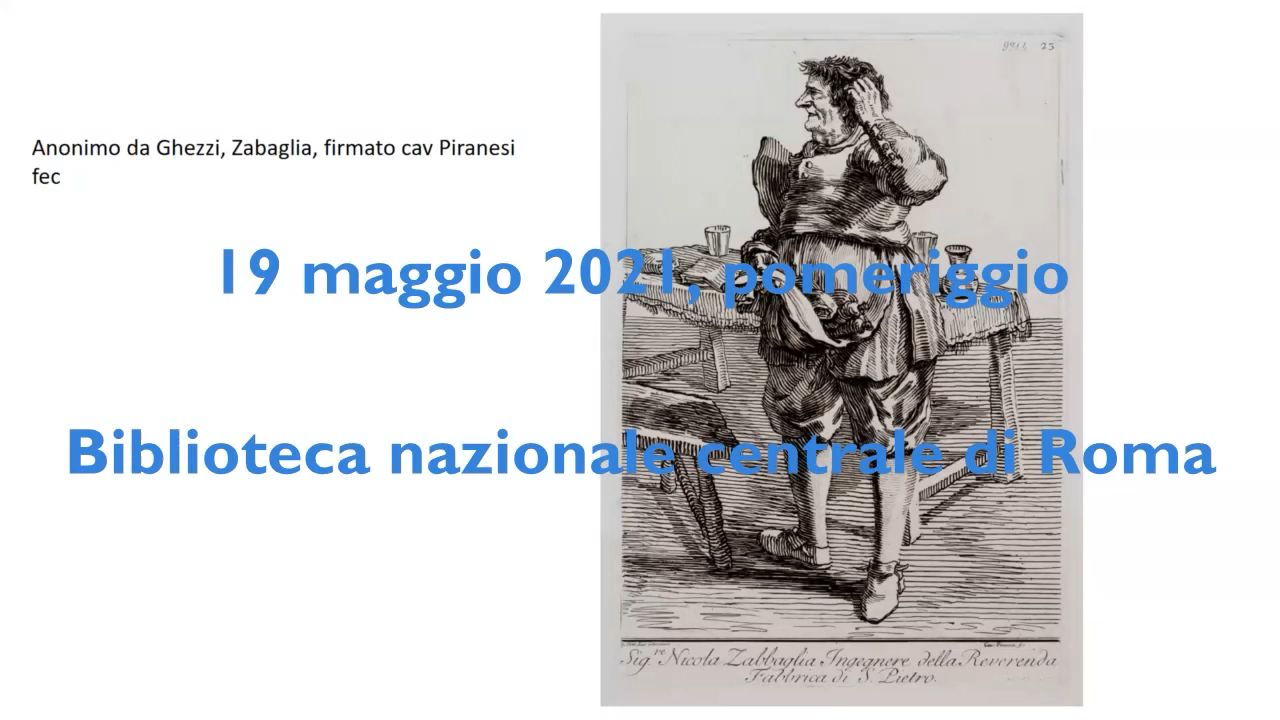 Anonimo da Ghezzi, Zabaglia, firmato cav Piranesi
fec
23
19 maggio 2021, pomeriggio
Biblioteca nazionale centrale di Roma
Sig.re Nicola Zabbaglia Ingegnere della Reverenda
Fabbrica di S. Pietro.